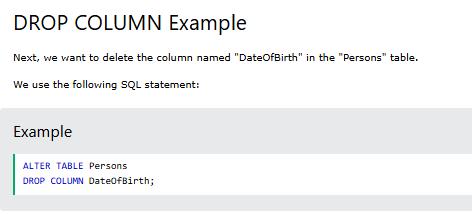 DROP COLUMN Example
Next, we want to delete the column named "DateOfBirth" in the "Persons" table.
We use the following SQL statement:
Example
ALTER TABLE Persons
DROP COLUMN DateOfBirth;